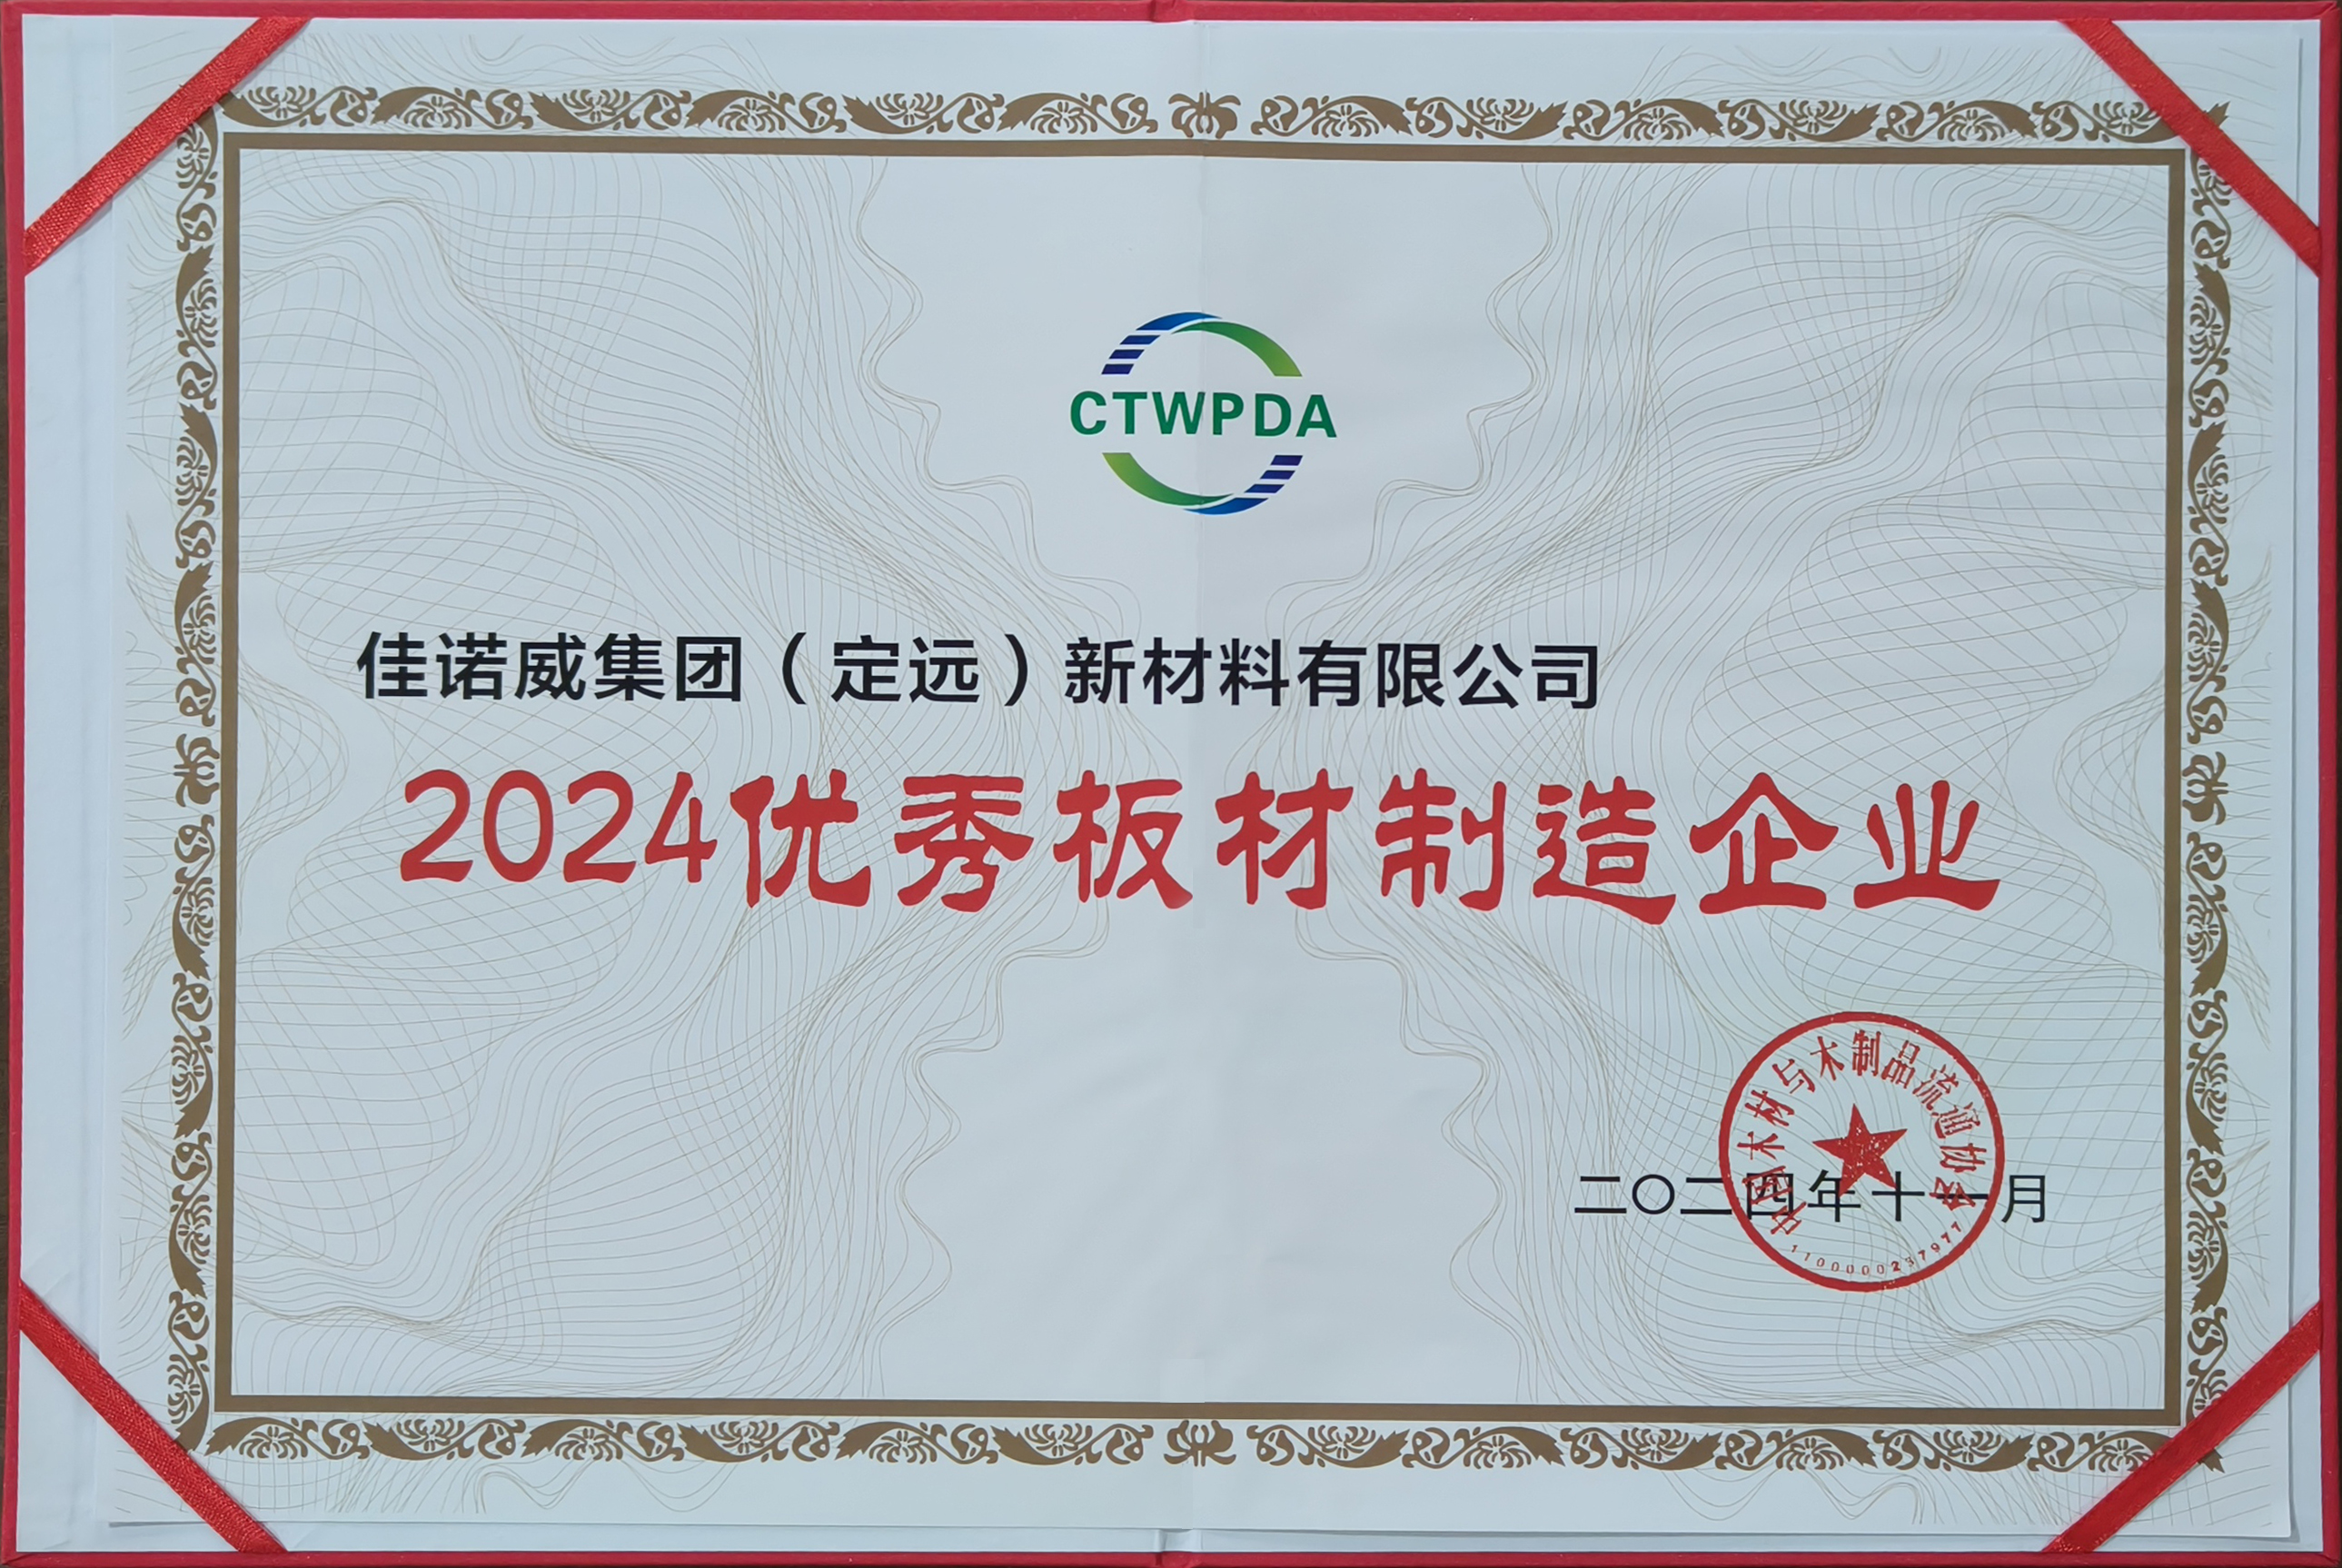 CTWPDA
佳诺威集团（定远）新材料有限公司
2024优秀板材制造企业
中国木材与木制品流通协会
二〇二四年十一月
1100000237977